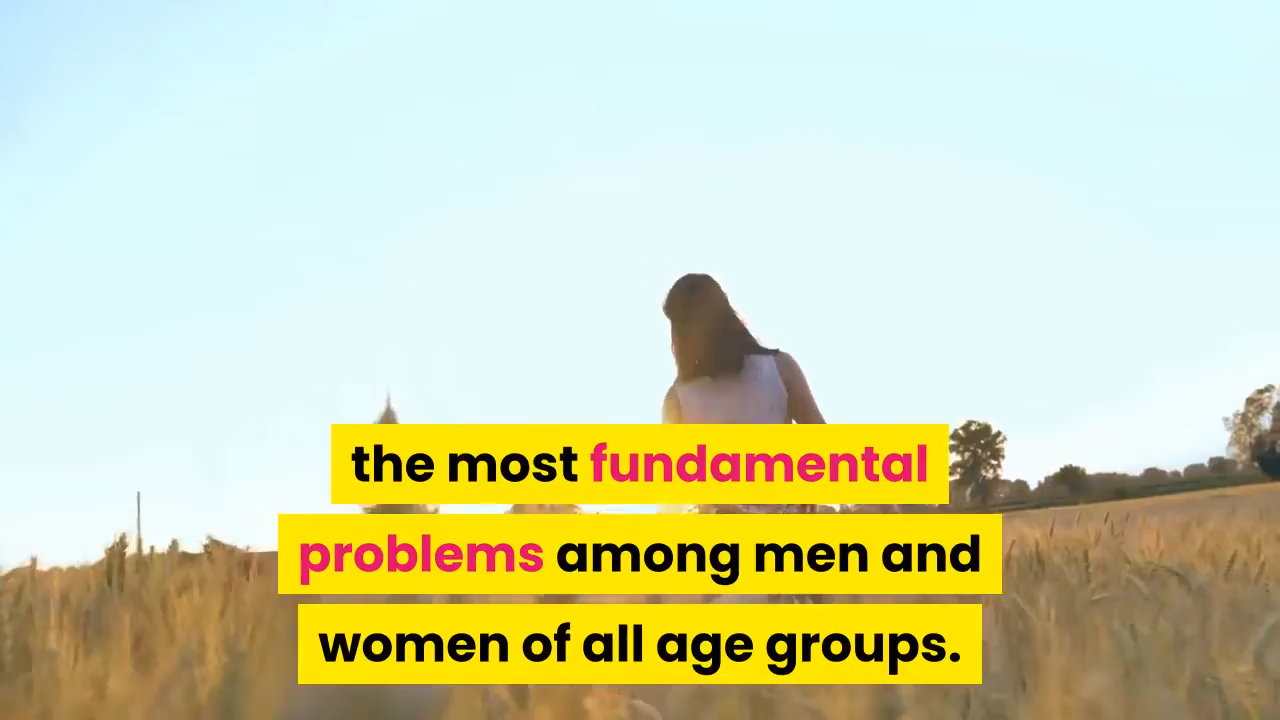 the most fundamental
problems among men and
women of all age groups.